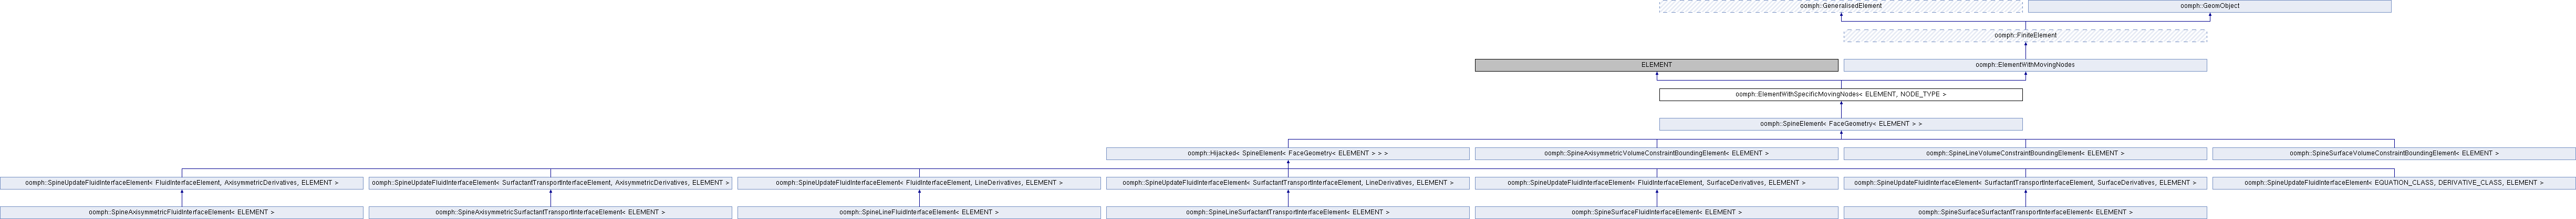 oomph::GeneralisedElement
oomph::GeomObject
oomph::FiniteElement
ELEMENT
oomph::ElementWithMovingNodes
oomph::ElementWithSpecificMovingNodes< ELEMENT, NODE_TYPE >
oomph::SpineElement< FaceGeometry< ELEMENT > >
oomph::Hijacked< SpineElement< FaceGeometry< ELEMENT > > >
oomph::SpineAxisymmetricVolumeConstraintBoundingElement< ELEMENT >
oomph::SpineLineVolumeConstraintBoundingElement< ELEMENT >
oomph::SpineSurfaceVolumeConstraintBoundingElement< ELEMENT >
oomph::SpineUpdateFluidInterfaceElement< FluidInterfaceElement, AxisymmetricDerivatives, ELEMENT >
oomph::SpineUpdateFluidInterfaceElement< SurfactantTransportInterfaceElement, AxisymmetricDerivatives, ELEMENT >
oomph::SpineUpdateFluidInterfaceElement< FluidInterfaceElement, LineDerivatives, ELEMENT >
oomph::SpineUpdateFluidInterfaceElement< SurfactantTransportInterfaceElement, LineDerivatives, ELEMENT >
oomph::SpineUpdateFluidInterfaceElement< FluidInterfaceElement, SurfaceDerivatives, ELEMENT >
oomph::SpineUpdateFluidInterfaceElement< SurfactantTransportInterfaceElement, SurfaceDerivatives, ELEMENT >
oomph::SpineUpdateFluidInterfaceElement< EQUATION_CLASS, DERIVATIVE_CLASS, ELEMENT >
oomph::SpineAxisymmetricFluidInterfaceElement< ELEMENT >
oomph::SpineAxisymmetricSurfactantTransportInterfaceElement< ELEMENT >
oomph::SpineLineFluidInterfaceElement< ELEMENT >
oomph::SpineLineSurfactantTransportInterfaceElement< ELEMENT >
oomph::SpineSurfaceFluidInterfaceElement< ELEMENT >
oomph::SpineSurfaceSurfactantTransportInterfaceElement< ELEMENT >